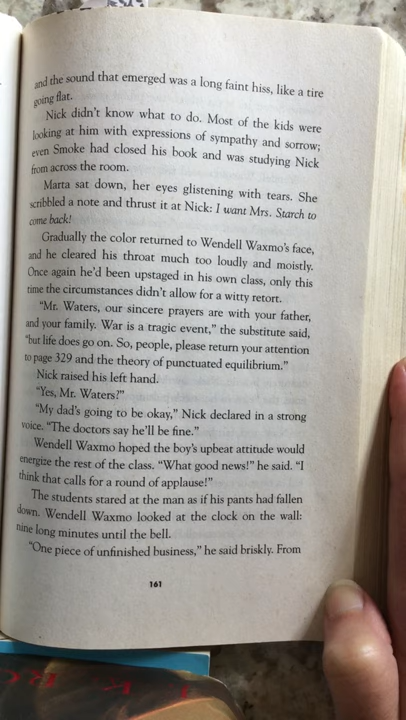 and the sound that emerged was a long faint hiss, like a tire
going flat.
Nick didn't know what to do. Most of the kids were
looking at him with expressions of sympathy and sorrow;
even Smoke had closed his book and was studying Nick
from across the room.
Marta sat down, her eyes glistening with tears. She
scribbled a note and thrust it at Nick: I want Mrs. Starch to
come back!
Gradually the color returned to Wendell Waxmo's face,
and he cleared his throat much too loudly and moistly.
Once again he'd been upstaged in his own class, only this
time the circumstances didn't allow for a witty retort.
"Mr. Waters, our sincere prayers are with your father,
and your family. War is a tragic event," the substitute said,
"but life does go on. So, people, please return your attention
to page 329 and the theory of punctuated equilibrium."
Nick raised his left hand.
"Yes, Mr. Waters?"
"My dad's going to be okay," Nick declared in a strong
voice. "The doctors say he'll be fine."
Wendell Waxmo hoped the boy's upbeat attitude would
energize the rest of the class. "What good news!" he said. "I
think that calls for a round of applause!"
The students stared at the man as if his pants had fallen
down. Wendell Waxmo looked at the clock on the wall:
nine long minutes until the bell.
"One piece of unfinished business," he said briskly. From
161